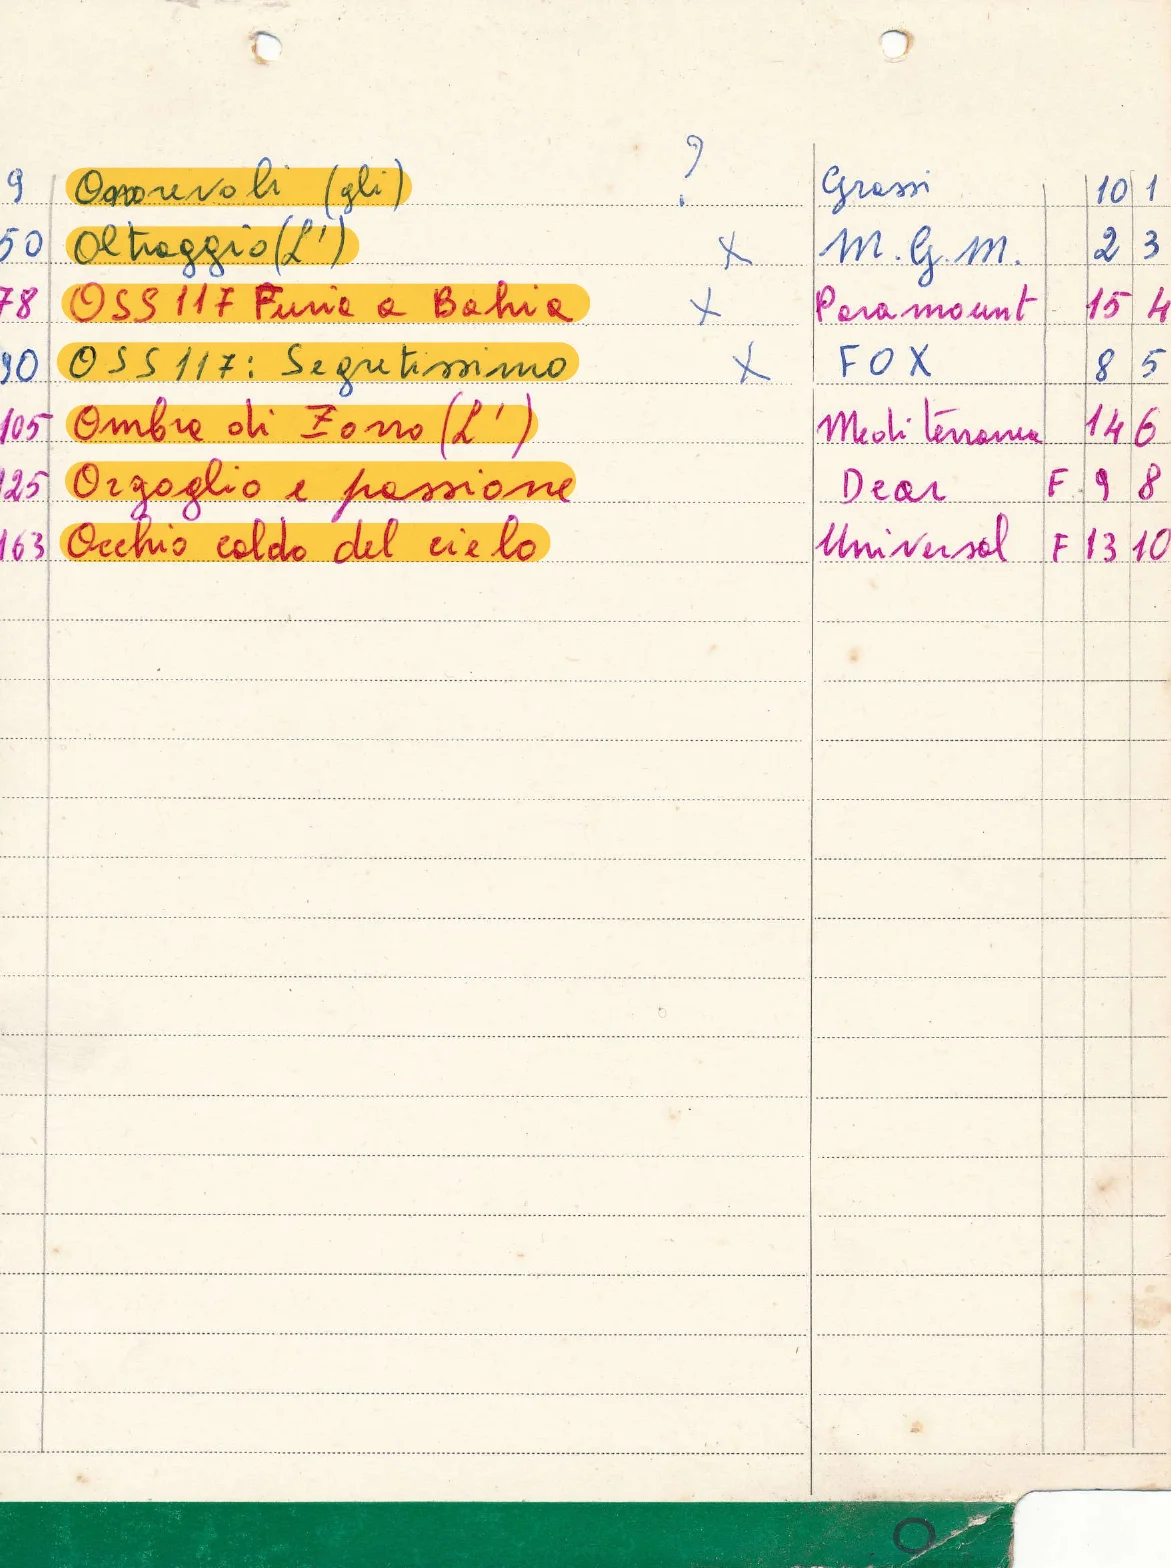 9 Onorevoli (gli) ? Grassi 10 1
50 Oltraggio (L') X M.G.M. 2 3
78 OSS 117 Furia a Bahia X Paramount 15 4
90 OSS 117: Segretissimo X FOX 8 5
105 Ombra di Zorro (L') Mediterranea 14 6
125 Orgoglio e passione Dear F. 9 8
163 Occhio caldo del cielo Universal F 13 10
O